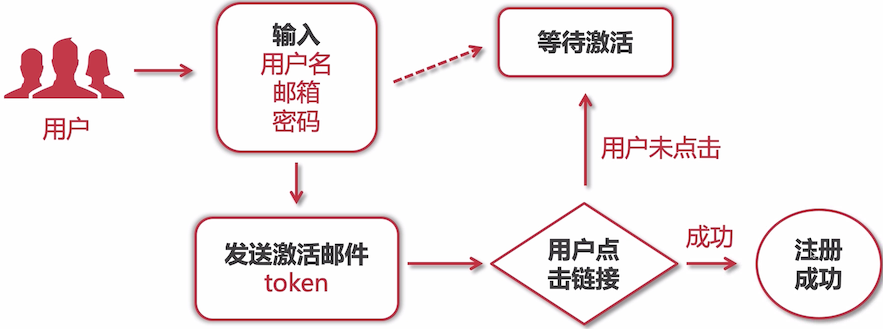 用户
输入
用户名
邮箱
密码
等待激活
用户未点击
发送激活邮件
token
用户点
击链接
成功
注册
成功